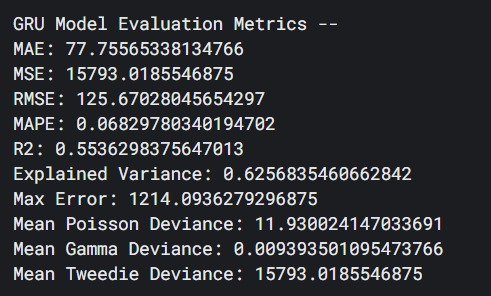 GRU Model Evaluation Metrics --
MAE: 77.75565338134766
MSE: 15793.0185546875
RMSE: 125.67028045654297
MAPE: 0.06829780340194702
R2: 0.5536298375647013
Explained Variance: 0.6256835460662842
Max Error: 1214.0936279296875
Mean Poisson Deviance: 11.930024147033691
Mean Gamma Deviance: 0.009393501095473766
Mean Tweedie Deviance: 15793.0185546875